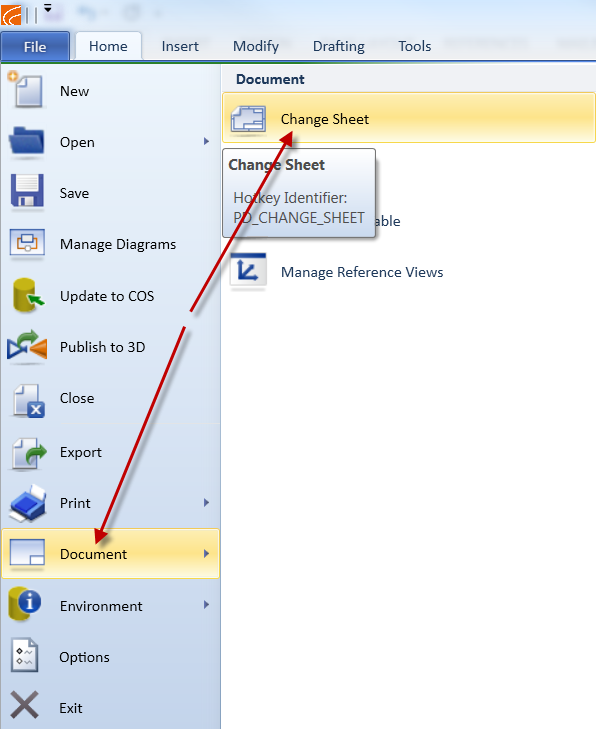 File Home Insert Modify Drafting Tools
Document
New
Change Sheet
Open
Change Sheet
Save
Hotkey Identifier:
PD_CHANGE_SHEET
able
Manage Diagrams
Manage Reference Views
Update to COS
Publish to 3D
Close
Export
Print
Document
Environment
Options
Exit